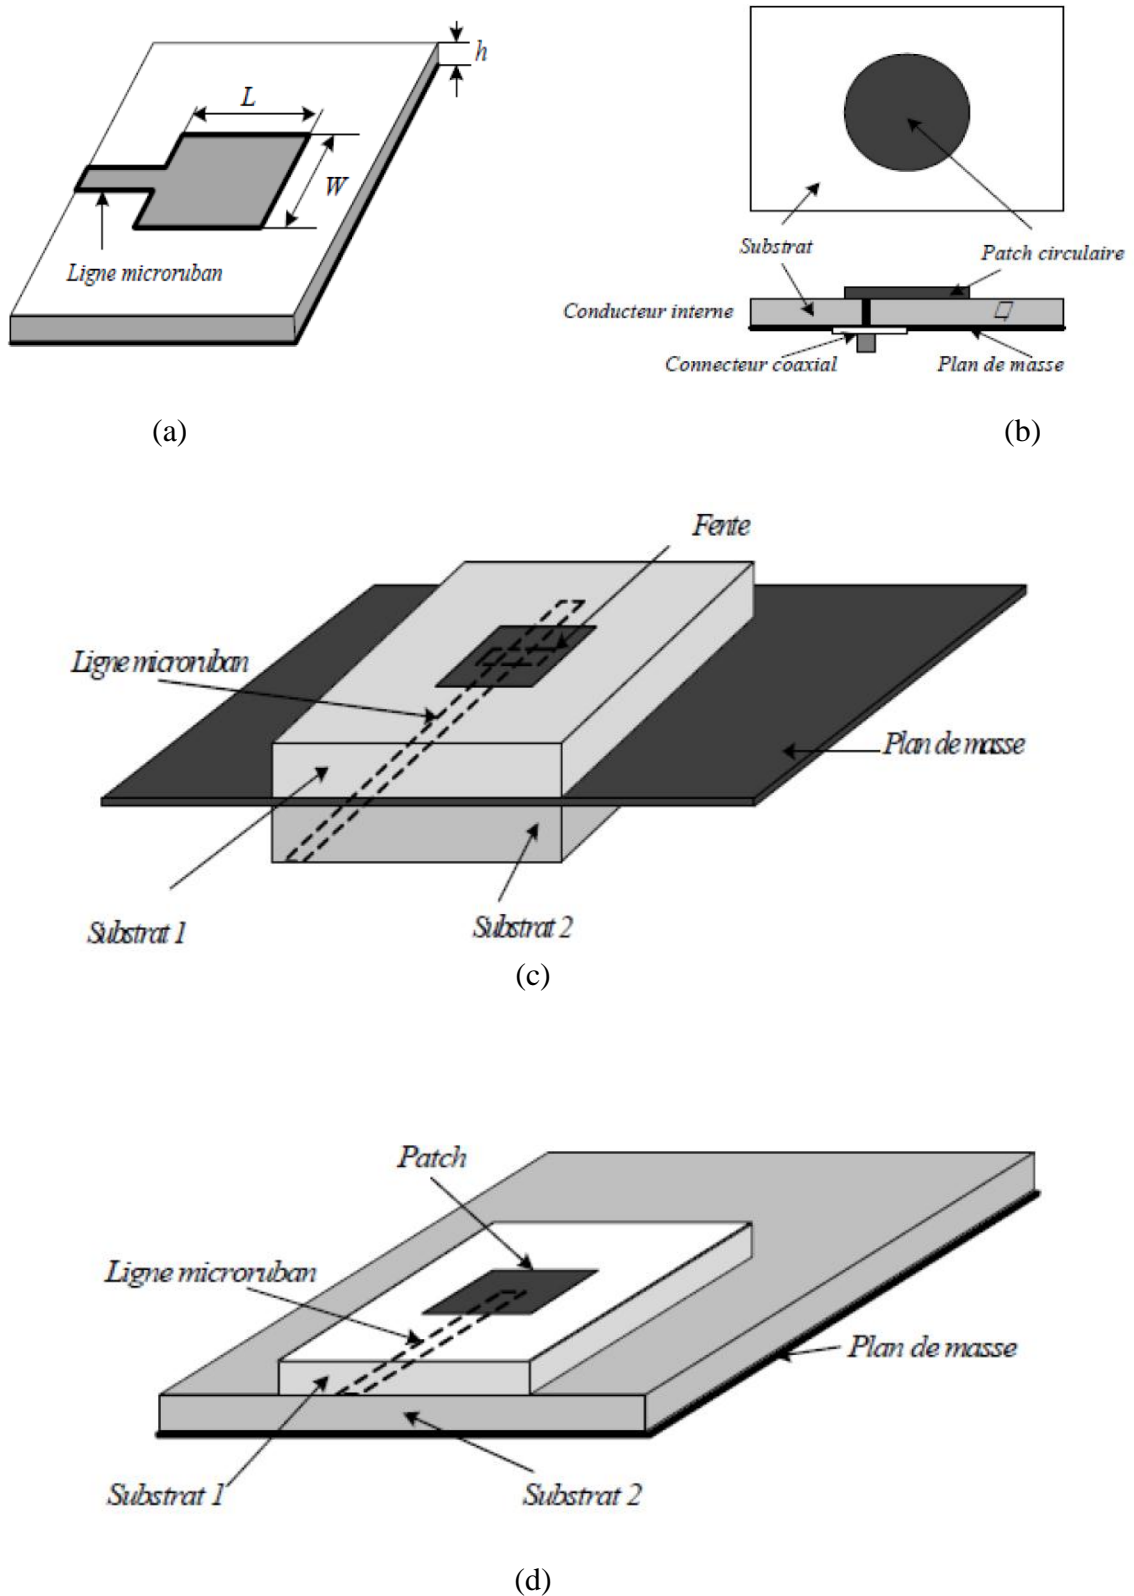 h
L
W
Ligne microruban
Substrat
Patch circulaire
Conducteur interne
Connecteur coaxial
Plan de masse
(a)
(b)
Fente
Ligne microruban
Plan de masse
Substrat 1
Substrat 2
(c)
Patch
Ligne microruban
Plan de masse
Substrat 1
Substrat 2
(d)